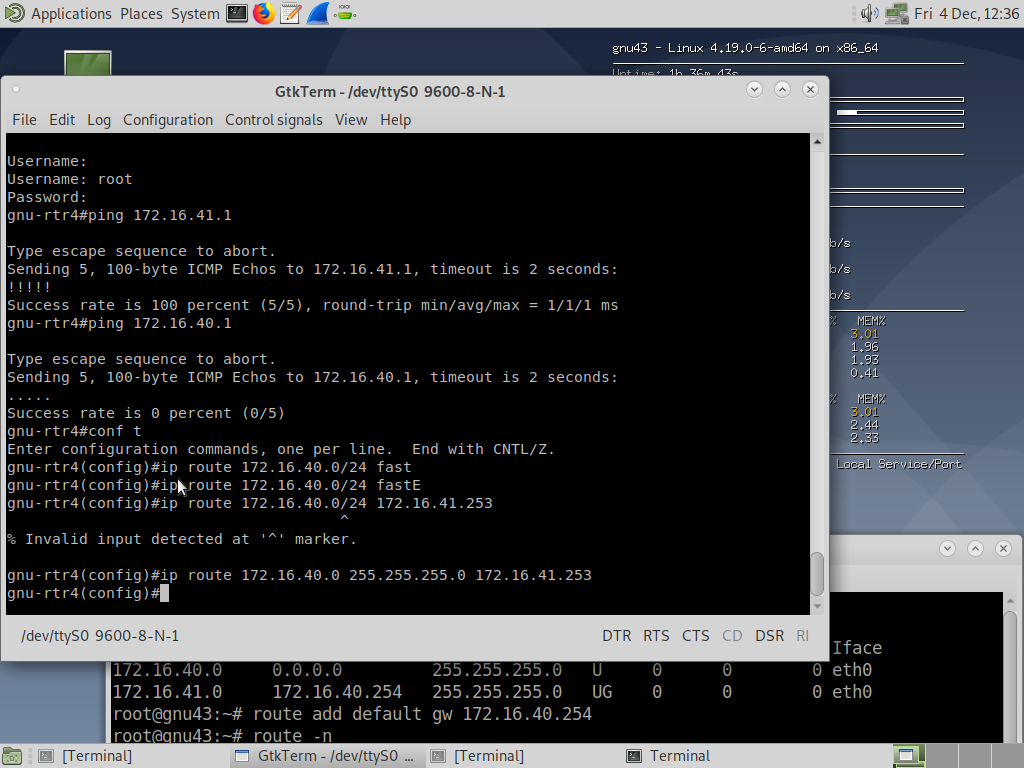 Applications Places System Fri 4 Dec, 12:36
gnu43 - Linux 4.19.0-6-amd64 on x86_64
Uptime: 1h 36m 43s
GtkTerm - /dev/ttyS0 9600-8-N-1
File Edit Log Configuration Control signals View Help
Username:
Username: root
Password:
gnu-rtr4#ping 172.16.41.1
Type escape sequence to abort.
Sending 5, 100-byte ICMP Echos to 172.16.41.1, timeout is 2 seconds:
!!!!!
Success rate is 100 percent (5/5), round-trip min/avg/max = 1/1/1 ms
gnu-rtr4#ping 172.16.40.1
Type escape sequence to abort.
Sending 5, 100-byte ICMP Echos to 172.16.40.1, timeout is 2 seconds:
.....
Success rate is 0 percent (0/5)
gnu-rtr4#conf t
Enter configuration commands, one per line.  End with CNTL/Z.
gnu-rtr4(config)#ip route 172.16.40.0/24 fast
gnu-rtr4(config)#ip route 172.16.40.0/24 fastE
gnu-rtr4(config)#ip route 172.16.40.0/24 172.16.41.253
^
% Invalid input detected at '^' marker.
gnu-rtr4(config)#ip route 172.16.40.0 255.255.255.0 172.16.41.253
gnu-rtr4(config)#
/dev/ttyS0 9600-8-N-1 DTR RTS CTS CD DSR RI
b/s
b/s
b/s
% MEM%
3.01
1.96
1.93
0.41
% MEM%
3.01
2.44
2.33
Local Service/Port
Iface
172.16.40.0 0.0.0.0 255.255.255.0 U 0 0 0 eth0
172.16.41.0 172.16.40.254 255.255.255.0 UG 0 0 0 eth0
root@gnu43:~# route add default gw 172.16.40.254
root@gnu43:~# route -n
[Terminal] GtkTerm - /dev/ttyS0 ... [Terminal] Terminal